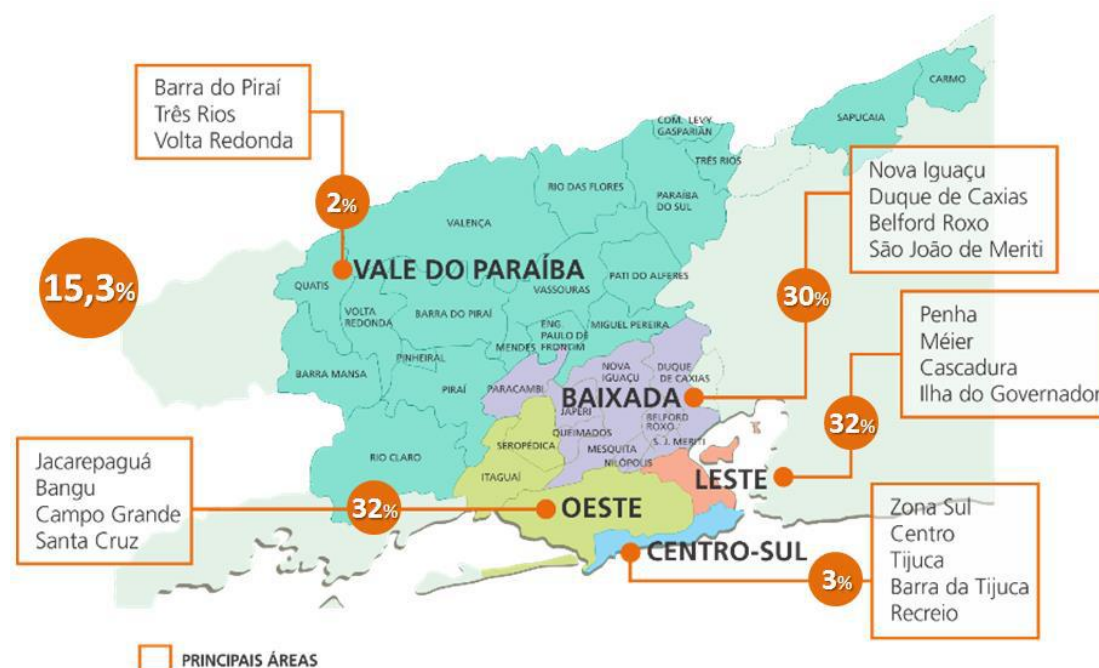 Barra do Piraí
Três Rios
Volta Redonda
2%
15,3%
CARMO
SAPUCAIA
COM. LEVY
GASPARIAN
TRÊS RIOS
RIO DAS FLORES
PARAÍBA
DO SUL
VALENÇA
VALE DO PARAÍBA
QUATIS
VASSOURAS
PATI DO ALFERES
VOLTA
REDONDA
BARRA DO PIRAÍ
ENG.
PAULO DE
FRONTIM
MIGUEL PEREIRA
MENDES
PINHEIRAL
BARRA MANSA
PIRAÍ
RIO CLARO
Nova Iguaçu
Duque de Caxias
Belford Roxo
São João de Meriti
30%
PARACAMBI
NOVA
IGUAÇU
DUQUE
DE CAXIAS
BAIXADA
JAPERI
BELFORD
ROXO
QUEIMADOS
S. J. MERITI
MESQUITA
NILÓPOLIS
Penha
Méier
Cascadura
Ilha do Governador
32%
LESTE
SEROPÉDICA
ITAGUAÍ
Jacarepaguá
Bangu
Campo Grande
Santa Cruz
32%
OESTE
CENTRO-SUL
3%
Zona Sul
Centro
Tijuca
Barra da Tijuca
Recreio
PRINCIPAIS ÁREAS